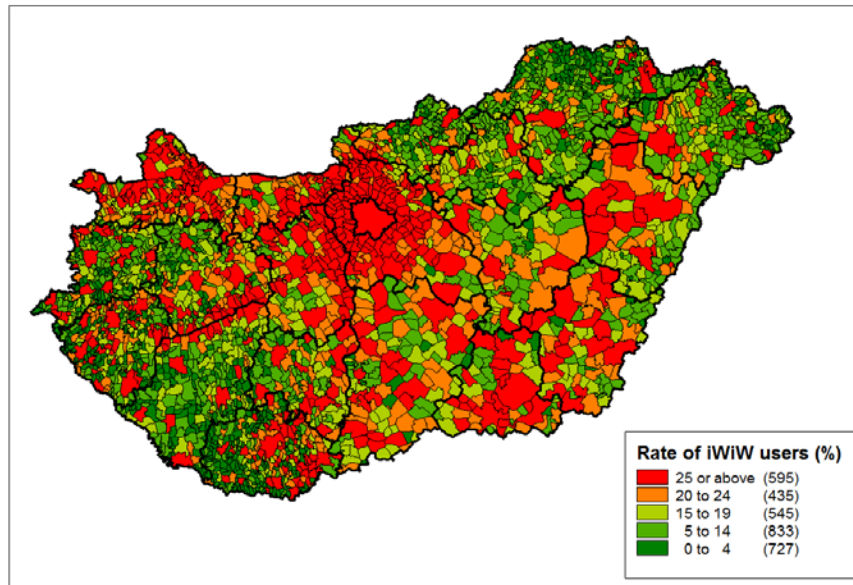 Rate of iWiW users (%)
25 or above (595)
20 to 24 (435)
15 to 19 (545)
5 to 14 (833)
0 to 4 (727)